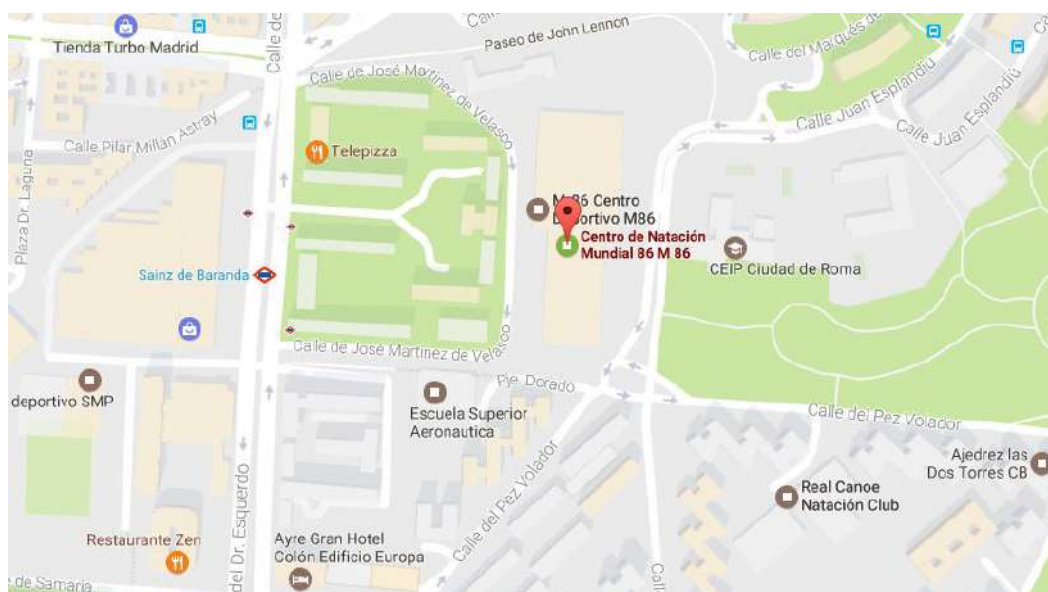 Tienda Turbo Madrid
Calle de
Paseo de John Lennon
Calle del Marqués de
Calle de José Martínez de Velasco
Calle Juan Esplandiú
Calle Juan Esplandiú
Calle Pilar Millán Astray
Telepizza
Plaza Dr. Laguna
M-86 Centro
Deportivo M86
Centro de Natación
Mundial 86 M 86
CEIP Ciudad de Roma
Sainz de Baranda
Calle de José Martínez de Velasco
Pje. Dorado
deportivo SMP
Escuela Superior
Aeronautica
Calle del Pez Volador
Ajedrez las
Dos Torres CB
Real Canoe
Natación Club
Calle del Pez Volador
del Dr. Esquerdo
Restaurante Zen
Ayre Gran Hotel
Colón Edificio Europa
Call
e de Samaria